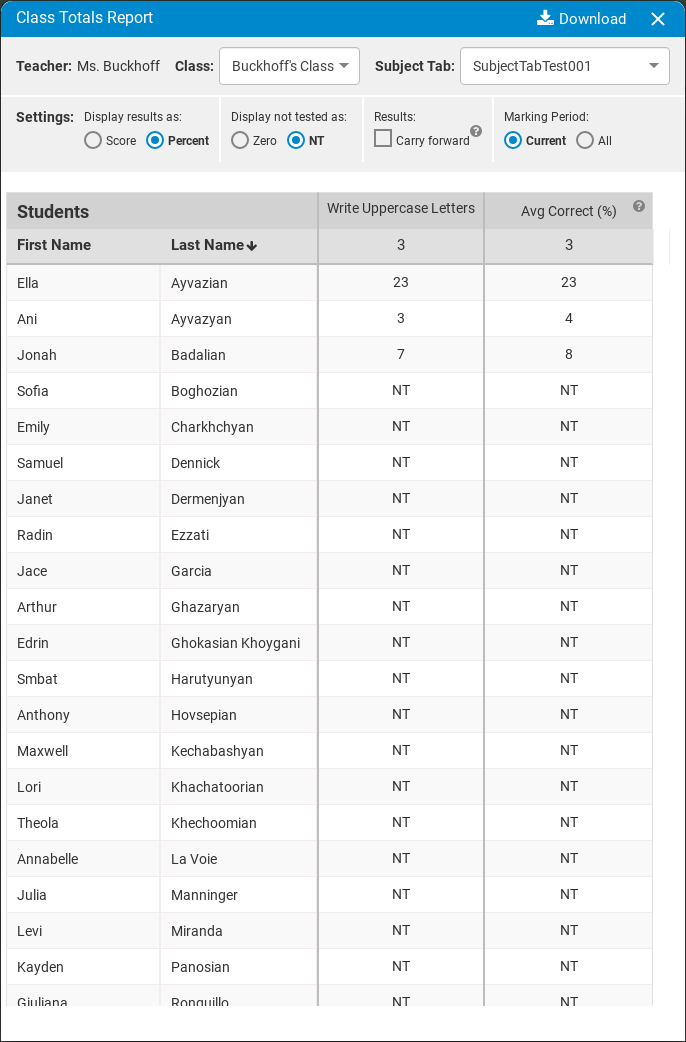 Class Totals Report Download
Teacher: Ms. Buckhoff Class: Buckhoff's Class Subject Tab: SubjectTabTest001
Settings: Display results as: Display not tested as: Results: Marking Period:
Score Percent Zero NT Carry forward ? Current All
Students Write Uppercase Letters Avg Correct (%) ?
First Name Last Name 3 3
Ella Ayvazian 23 23
Ani Ayvazyan 3 4
Jonah Badalian 7 8
Sofia Boghozian NT NT
Emily Charkhchyan NT NT
Samuel Dennick NT NT
Janet Dermenjyan NT NT
Radin Ezzati NT NT
Jace Garcia NT NT
Arthur Ghazaryan NT NT
Edrin Ghokasian Khoygani NT NT
Smbat Harutyunyan NT NT
Anthony Hovsepian NT NT
Maxwell Kechabashyan NT NT
Lori Khachatoorian NT NT
Theola Khechoomian NT NT
Annabelle La Voie NT NT
Julia Manninger NT NT
Levi Miranda NT NT
Kayden Panosian NT NT
Giuliana Ronquillo NT NT